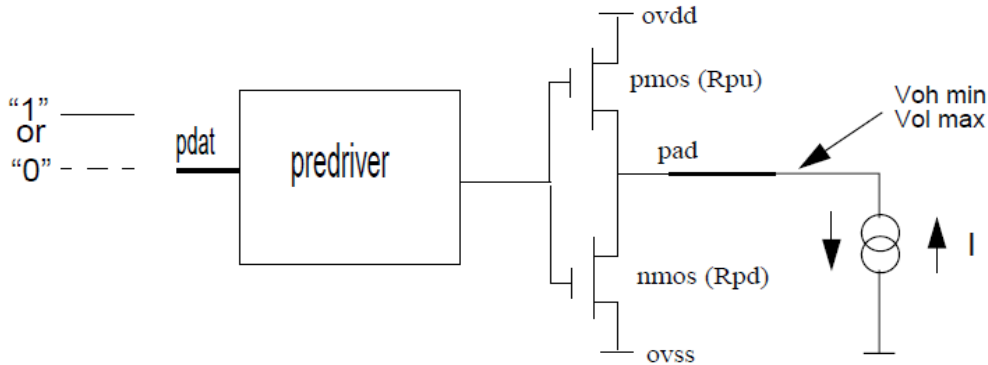 ovdd
pmos (Rpu)
Voh min
Vol max
“1”
or
“0”
pdat
predriver
pad
I
nmos (Rpd)
ovss